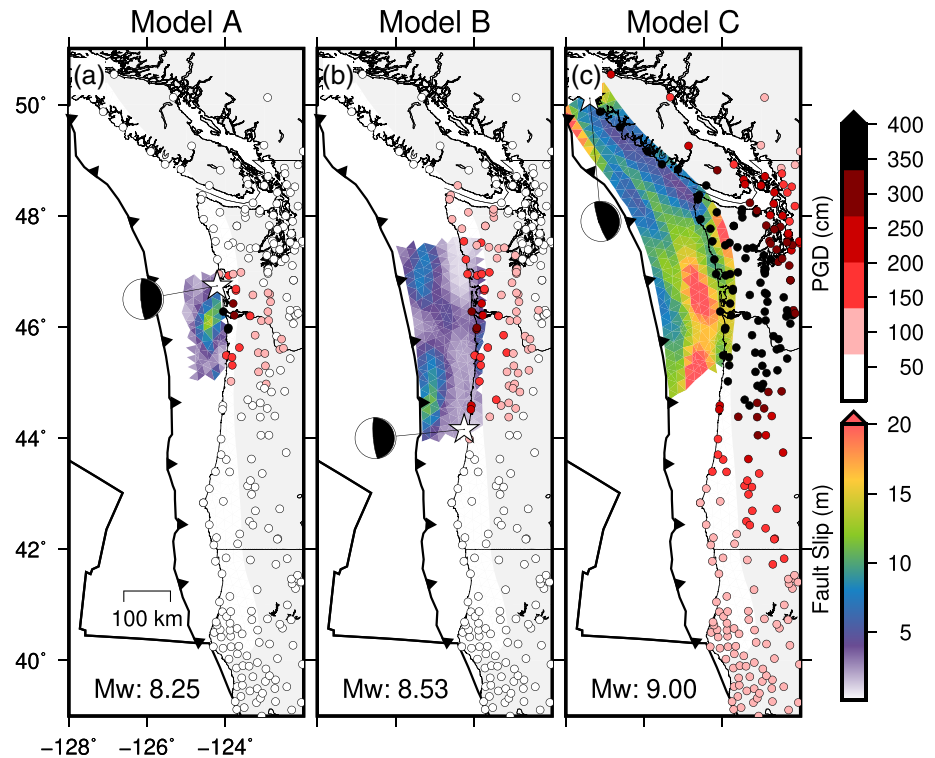 Model A
Model B
Model C
(a)
(b)
(c)
50˚
48˚
46˚
44˚
42˚
40˚
100 km
Mw: 8.25
Mw: 8.53
Mw: 9.00
−128˚
−126˚
−124˚
400
350
300
250
200
150
100
50
PGD (cm)
20
15
10
5
Fault Slip (m)